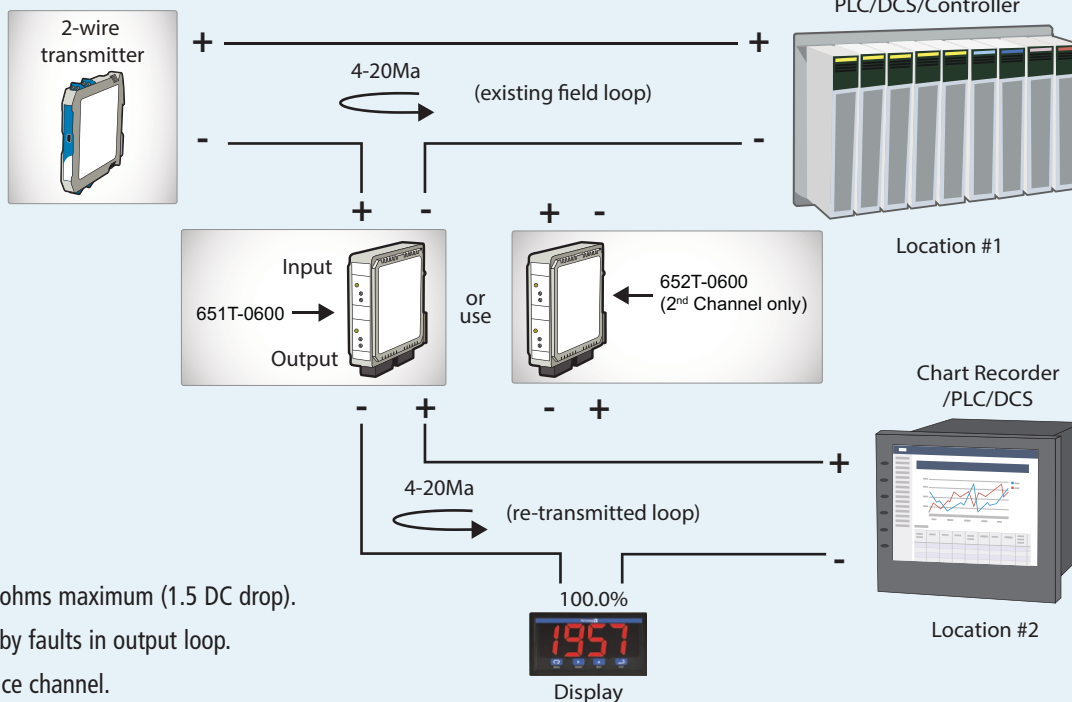 PLC/DCS/Controller
2-wire
transmitter
+
+
4-20Ma
(existing field loop)
-
-
+ -
+ -
Location #1
Input
651T-0600
Output
or
use
652T-0600
(2nd Channel only)
- +
- +
Chart Recorder
/PLC/DCS
+
4-20Ma
(re-transmitted loop)
-
ohms maximum (1.5 DC drop).
100.0%
by faults in output loop.
1957
Location #2
ce channel.
Display